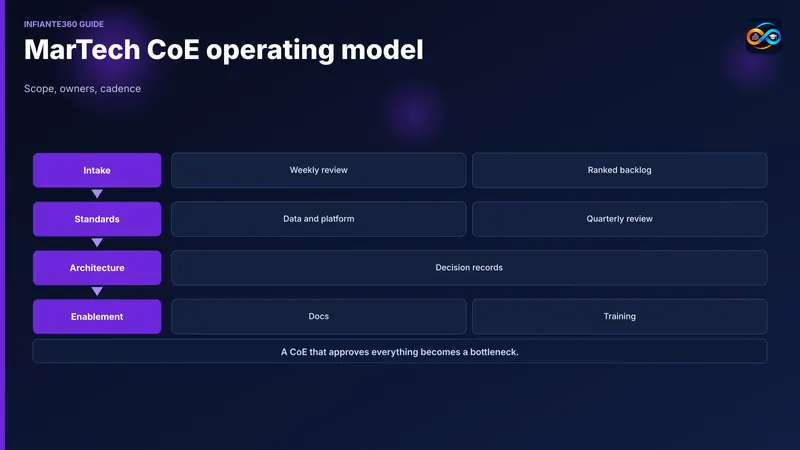 INFIANTE360 GUIDE
MarTech CoE operating model
Scope, owners, cadence
Intake
Weekly review
Ranked backlog
Standards
Data and platform
Quarterly review
Architecture
Decision records
Enablement
Docs
Training
A CoE that approves everything becomes a bottleneck.